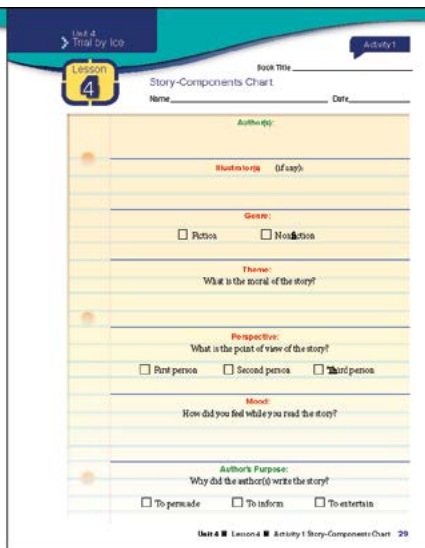 Unit 4
Trial by Ice
Activity 1
Lesson
4
Book Title
Story-Components Chart
Name
Date
Author(s):
Illustrator(s) (if any):
Genre:
Fiction Nonfiction
Theme:
What is the moral of the story?
Perspective:
What is the point of view of the story?
First person Second person Third person
Mood:
How did you feel while you read the story?
Author's Purpose:
Why did the author(s) write the story?
To persuade To inform To entertain
Unit 4 ■ Lesson 4 ■ Activity 1 Story-Components Chart 29